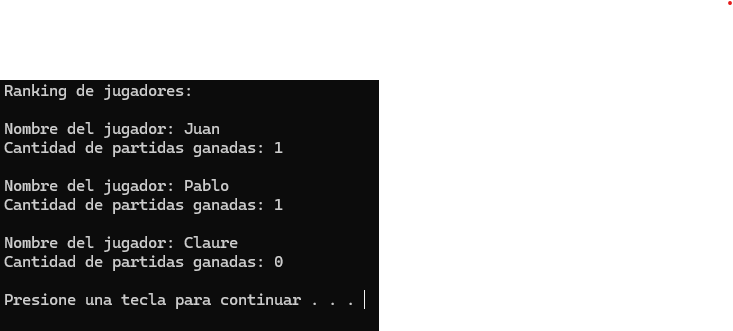 Ranking de jugadores:
Nombre del jugador: Juan
Cantidad de partidas ganadas: 1
Nombre del jugador: Pablo
Cantidad de partidas ganadas: 1
Nombre del jugador: Claure
Cantidad de partidas ganadas: 0
Presione una tecla para continuar . . .